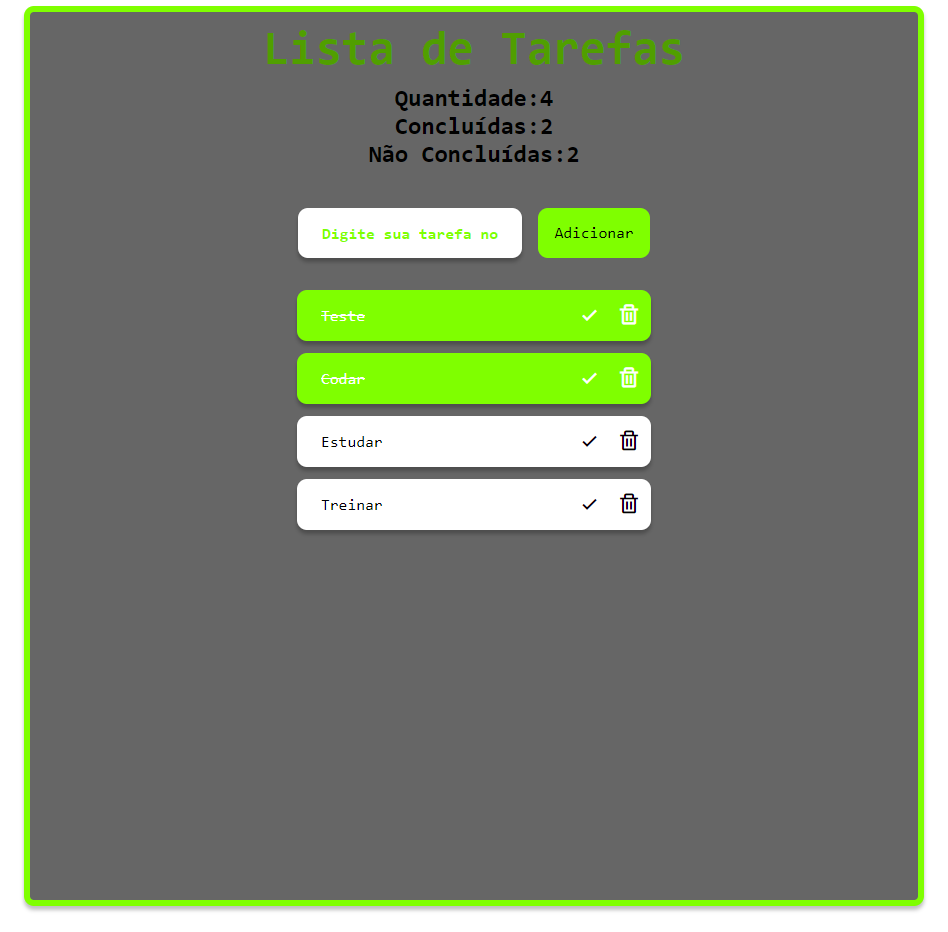 Lista de Tarefas
Quantidade:4
Concluídas:2
Não Concluídas:2
Digite sua tarefa no
Adicionar
Teste
Codar
Estudar
Treinar